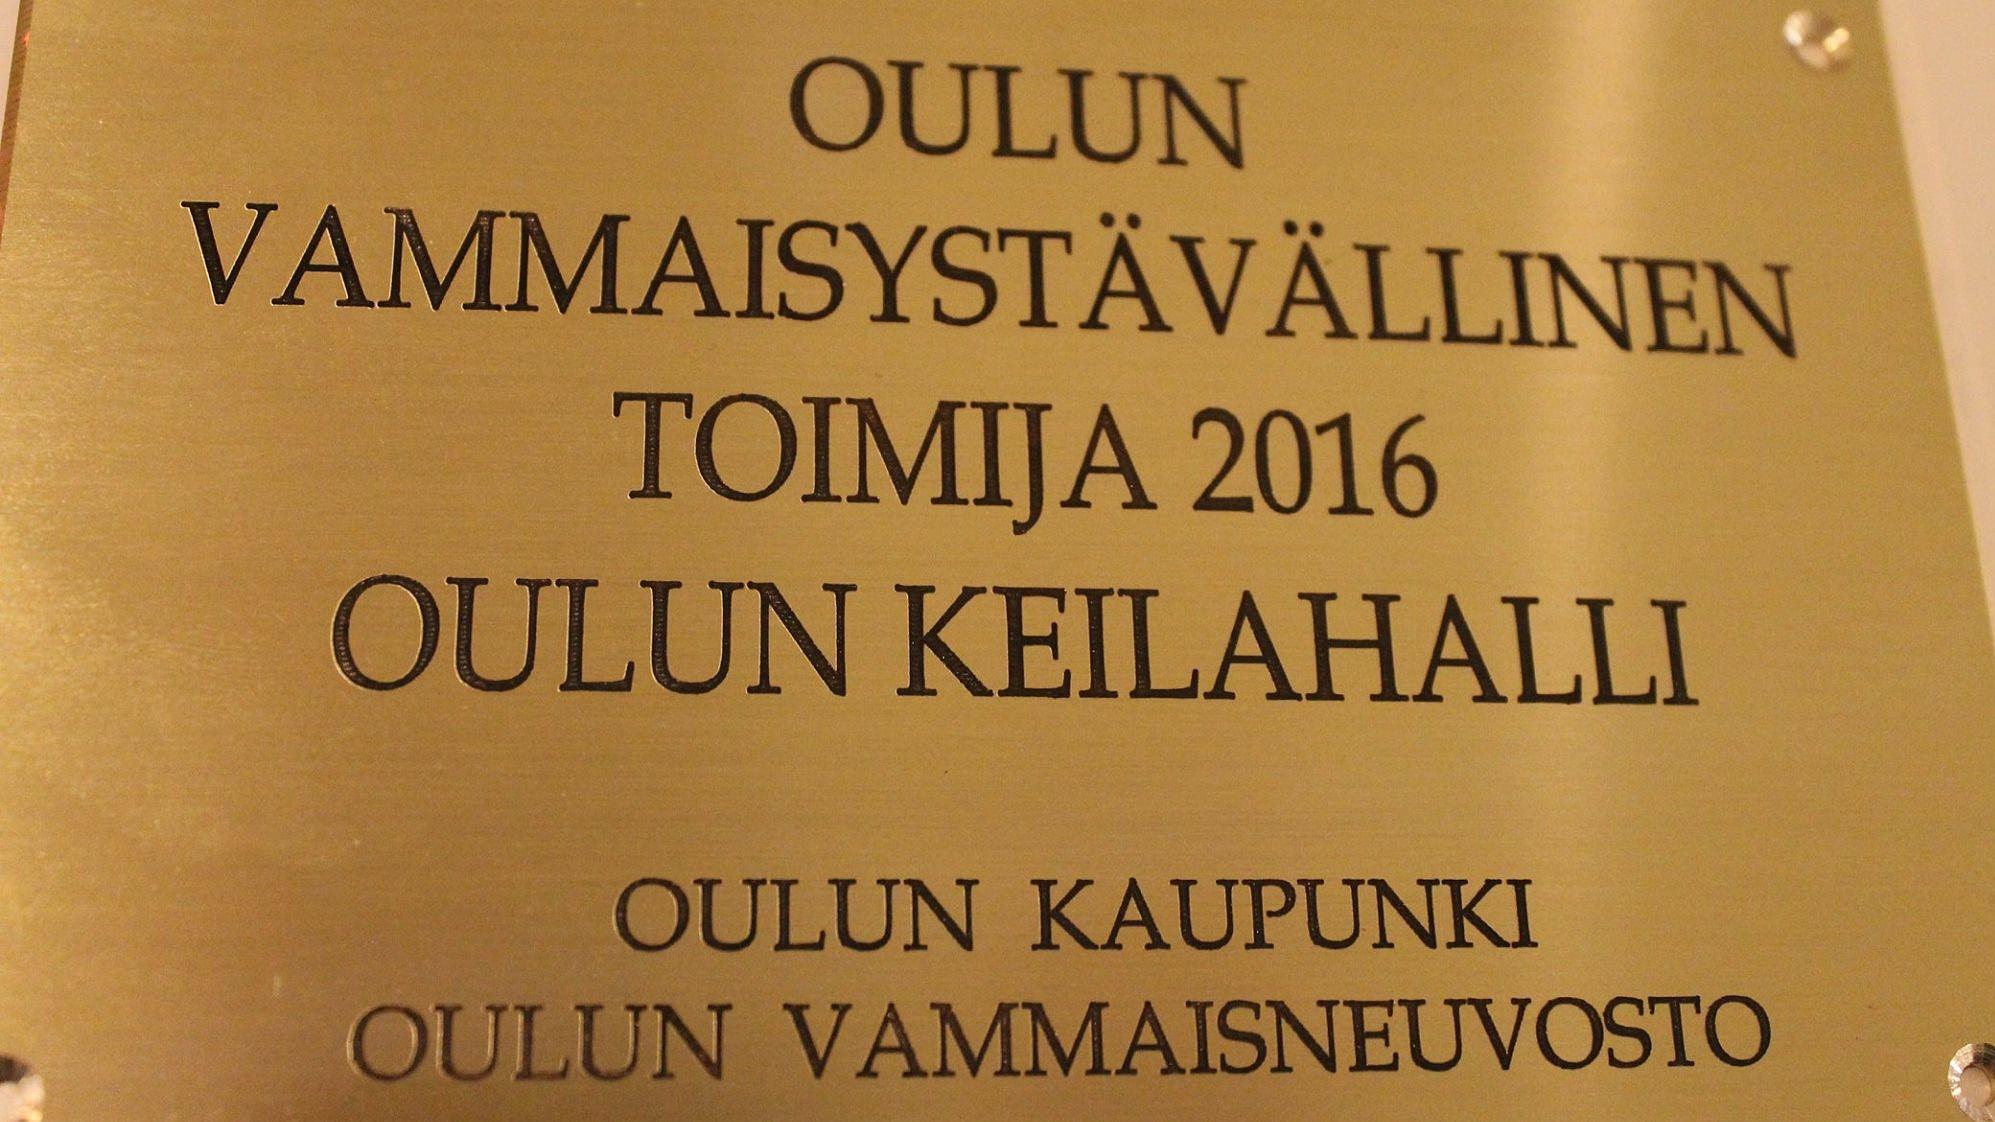 OULUN
VAMMAISYSTÄVÄLLINEN
TOIMIJA 2016
OULUN KEILAHALLI
OULUN KAUPUNKI
OULUN VAMMAISNEUVOSTO